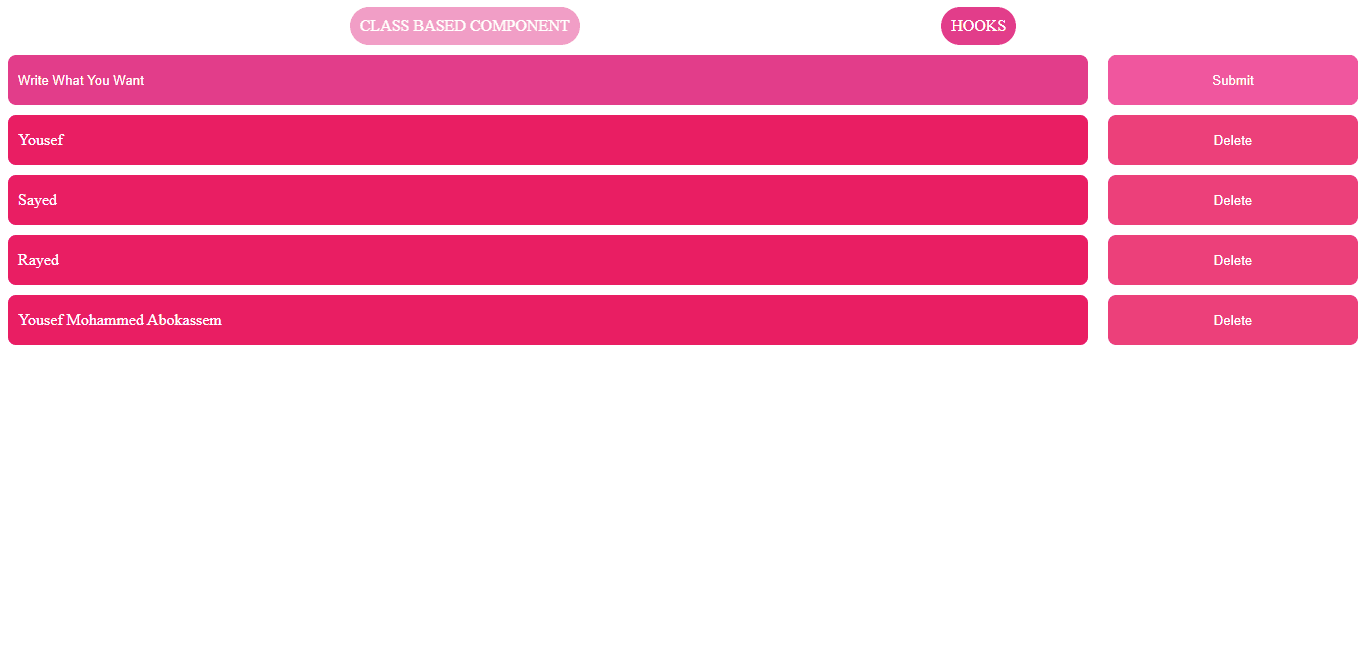 CLASS BASED COMPONENT HOOKS
Write What You Want Submit
Yousef Delete
Sayed Delete
Rayed Delete
Yousef Mohammed Abokassem Delete